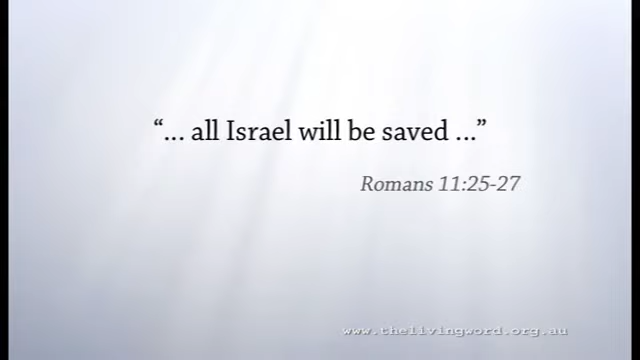 “... all Israel will be saved ...”
Romans 11:25-27
www.thelivingword.org.au